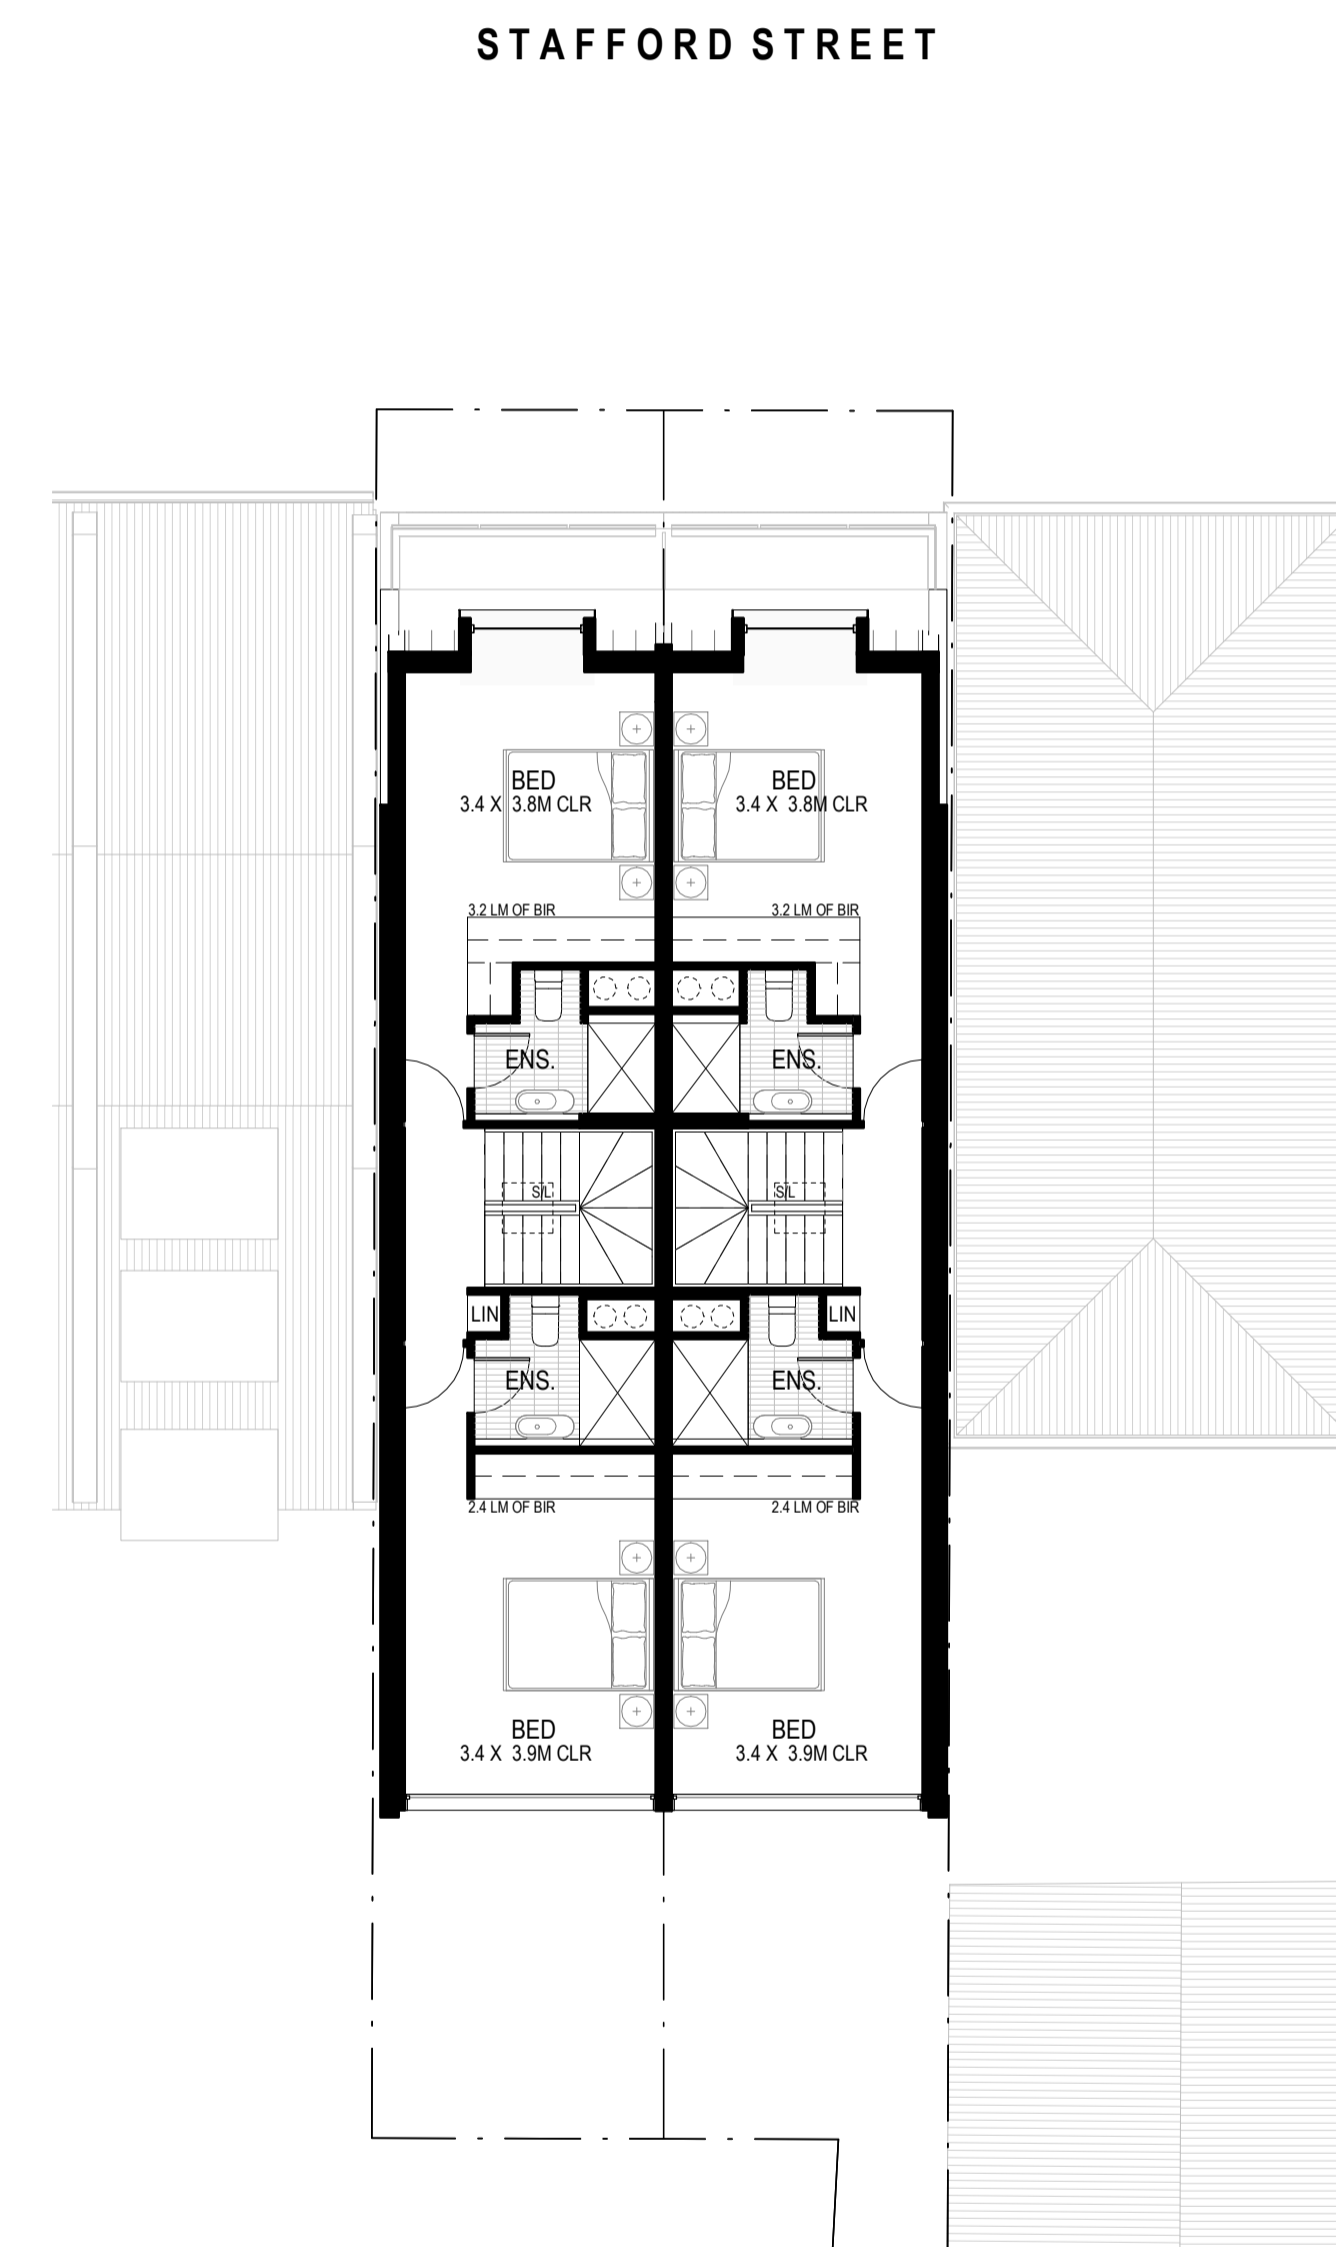 STAFFORD STREET
BED
3.4 X 3.8M CLR
BED
3.4 X 3.8M CLR
3.2 LM OF BIR
3.2 LM OF BIR
ENS.
ENS.
S/L
S/L
LIN
LIN
ENS.
ENS.
2.4 LM OF BIR
2.4 LM OF BIR
BED
3.4 X 3.9M CLR
BED
3.4 X 3.9M CLR